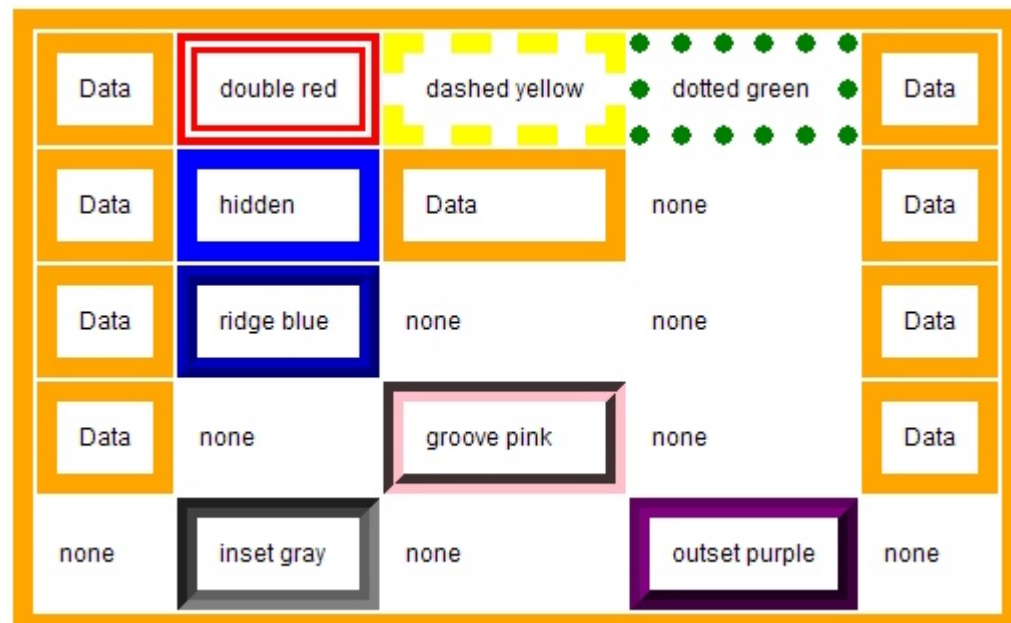 Data double red dashed yellow dotted green Data
Data hidden Data none Data
Data ridge blue none none Data
Data none groove pink none Data
none inset gray none outset purple none